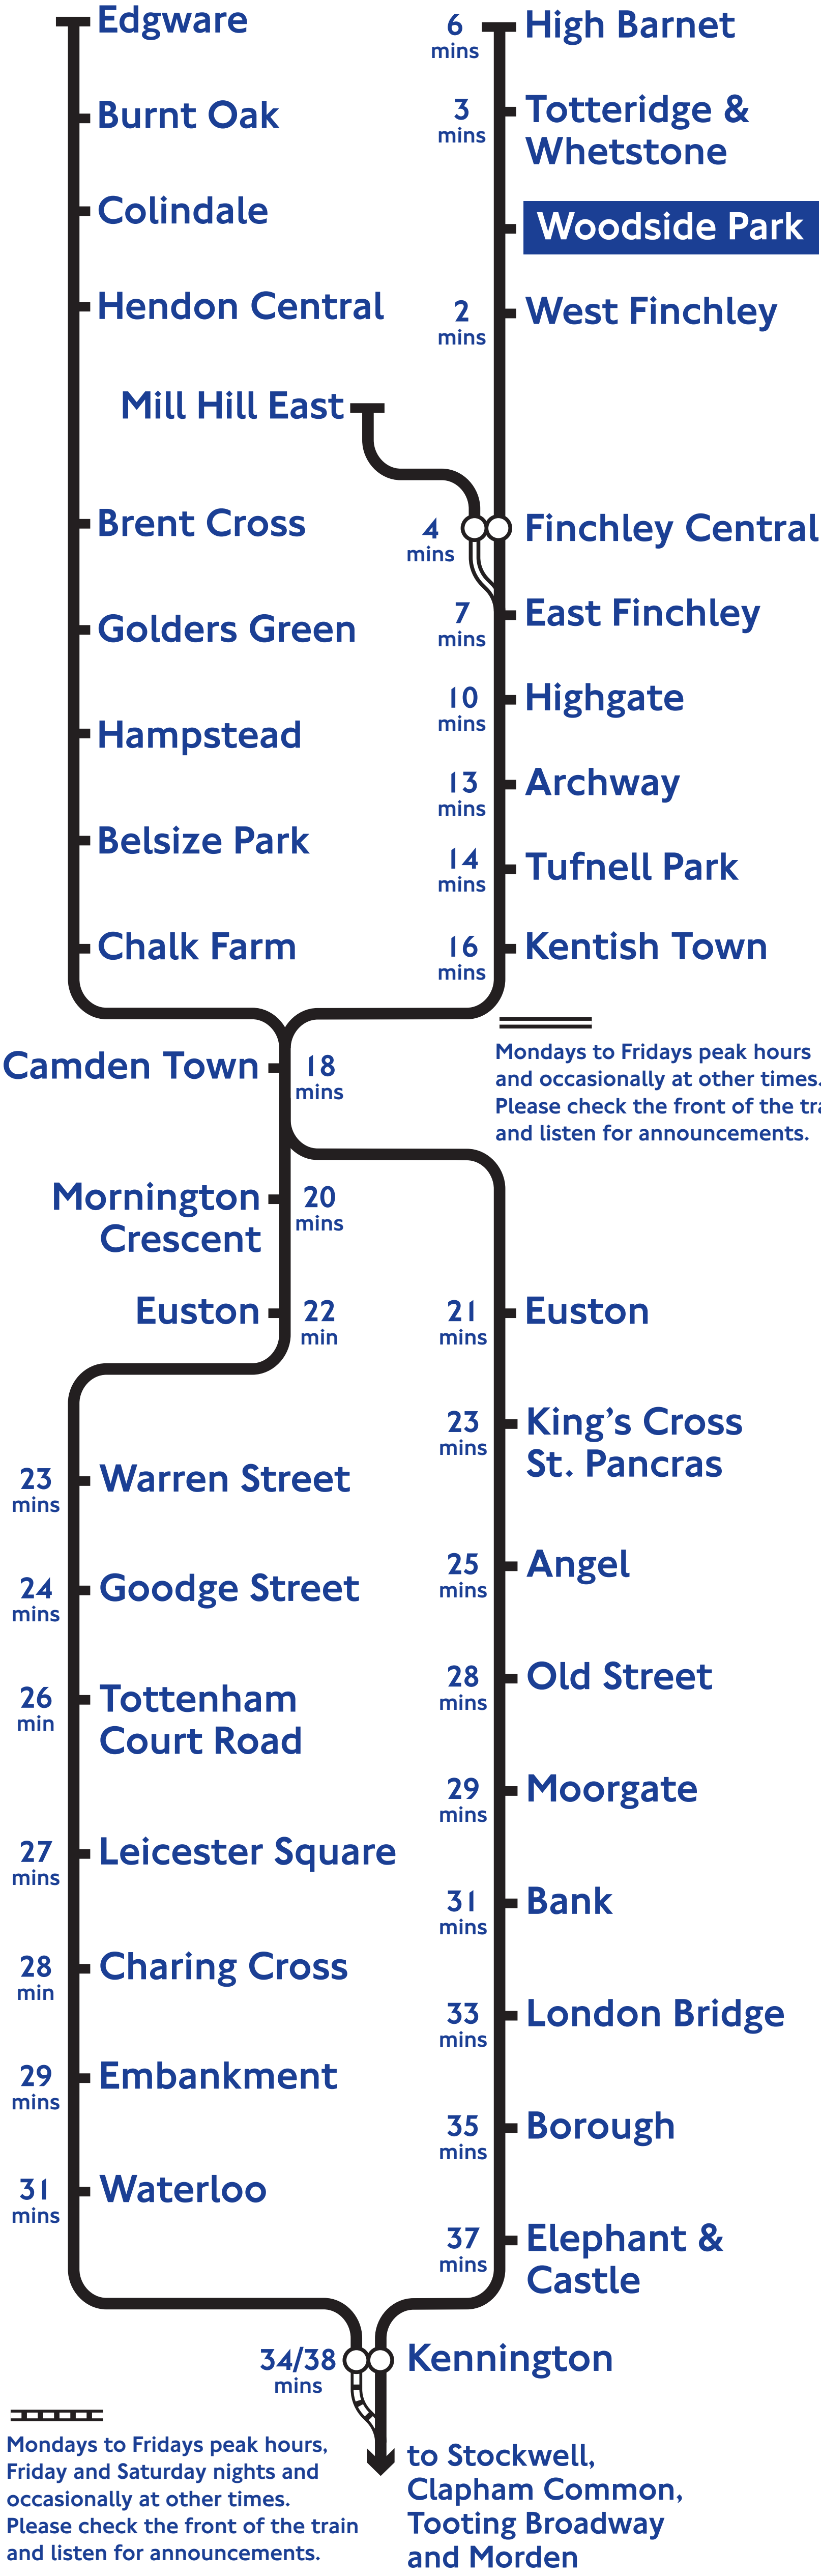 Edgware
Burnt Oak
Colindale
Hendon Central
Mill Hill East
Brent Cross
Golders Green
Hampstead
Belsize Park
Chalk Farm
6
mins
High Barnet
3
mins
Totteridge &
Whetstone
Woodside Park
2
mins
West Finchley
4
mins
Finchley Central
7
mins
East Finchley
10
mins
Highgate
13
mins
Archway
14
mins
Tufnell Park
16
mins
Kentish Town
Mondays to Fridays peak hours
and occasionally at other times.
Please check the front of the tra
and listen for announcements.
Camden Town
18
mins
Mornington
Crescent
20
mins
Euston
22
min
23
mins
Warren Street
24
mins
Goodge Street
26
min
Tottenham
Court Road
27
mins
Leicester Square
28
min
Charing Cross
29
mins
Embankment
31
mins
Waterloo
21
mins
Euston
23
mins
King's Cross
St. Pancras
25
mins
Angel
28
mins
Old Street
29
mins
Moorgate
31
mins
Bank
33
mins
London Bridge
35
mins
Borough
37
mins
Elephant &
Castle
34/38
mins
Kennington
Mondays to Fridays peak hours,
Friday and Saturday nights and
occasionally at other times.
Please check the front of the train
and listen for announcements.
to Stockwell,
Clapham Common,
Tooting Broadway
and Morden